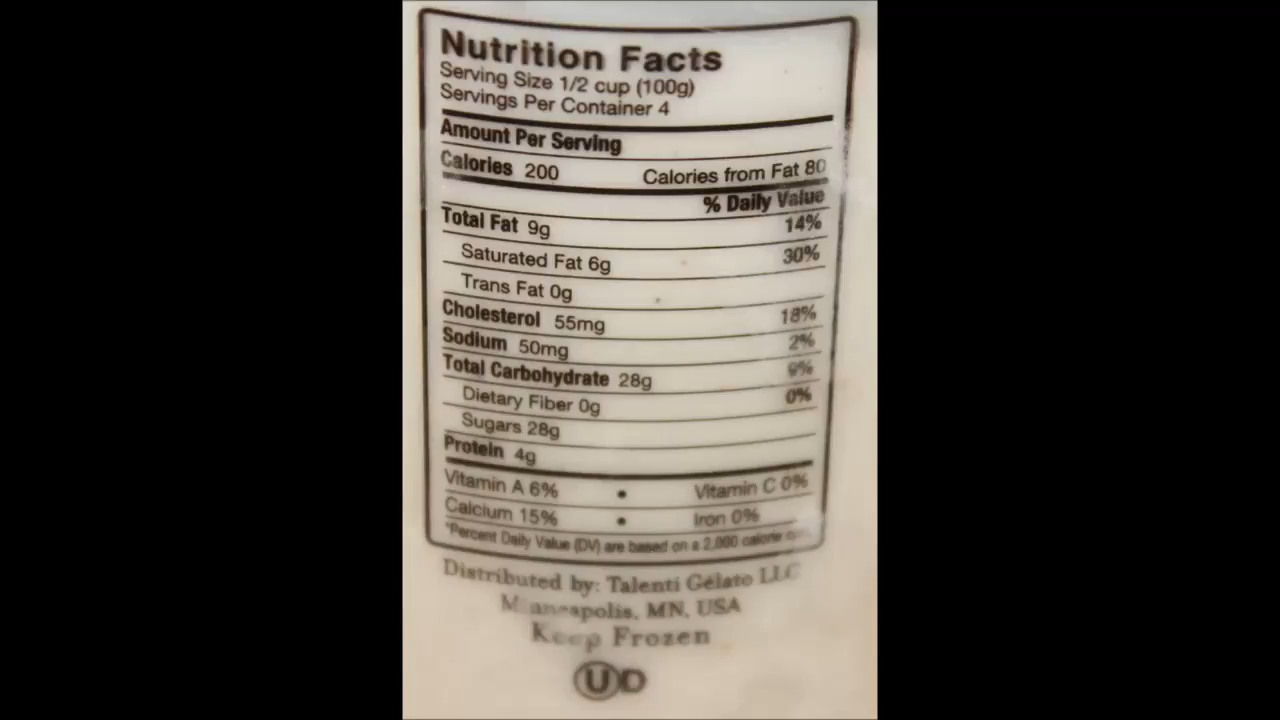 Nutrition Facts
Serving Size 1/2 cup (100g)
Servings Per Container 4
Amount Per Serving
Calories 200 Calories from Fat 80
% Daily Value
Total Fat 9g 14%
Saturated Fat 6g 30%
Trans Fat 0g
Cholesterol 55mg 18%
Sodium 50mg 2%
Total Carbohydrate 28g 9%
Dietary Fiber 0g 0%
Sugars 28g
Protein 4g
Vitamin A 6% • Vitamin C 0%
Calcium 15% • Iron 0%
*Percent Daily Value (DV) are based on a 2,000 calorie
Distributed by: Talenti Gelato LLC
Minneapolis, MN, USA
Keep Frozen
UD